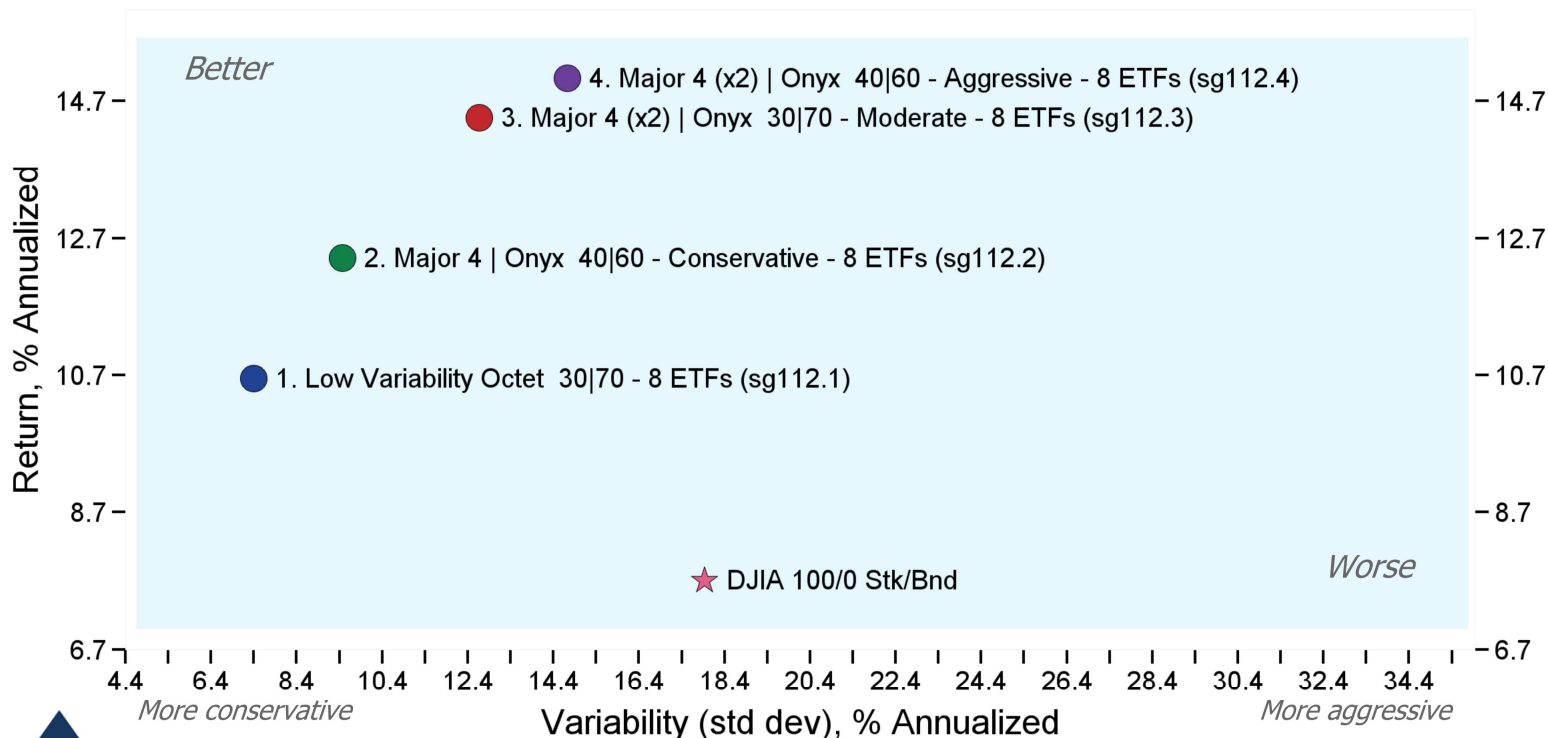 Better
4. Major 4 (x2) | Onyx 40|60 - Aggressive - 8 ETFs (sg112.4)
14.7
14.7
3. Major 4 (x2) | Onyx 30|70 - Moderate - 8 ETFs (sg112.3)
Return, % Annualized
12.7
12.7
2. Major 4 | Onyx 40|60 - Conservative - 8 ETFs (sg112.2)
10.7
10.7
1. Low Variability Octet 30|70 - 8 ETFs (sg112.1)
8.7
8.7
Worse
DJIA 100/0 Stk/Bnd
6.7
6.7
4.4 6.4 8.4 10.4 12.4 14.4 16.4 18.4 20.4 22.4 24.4 26.4 28.4 30.4 32.4 34.4
More conservative
Variability (std dev), % Annualized
More aggressive